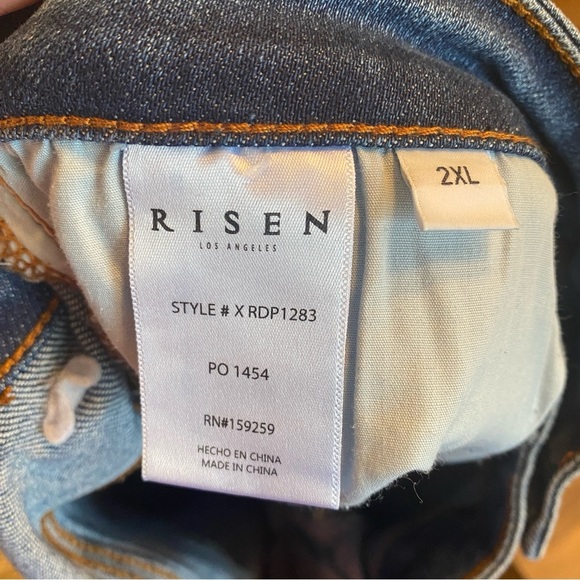 RISEN
LOS ANGELES
STYLE # X RDP1283
PO 1454
RN#159259
HECHO EN CHINA
MADE IN CHINA
2XL